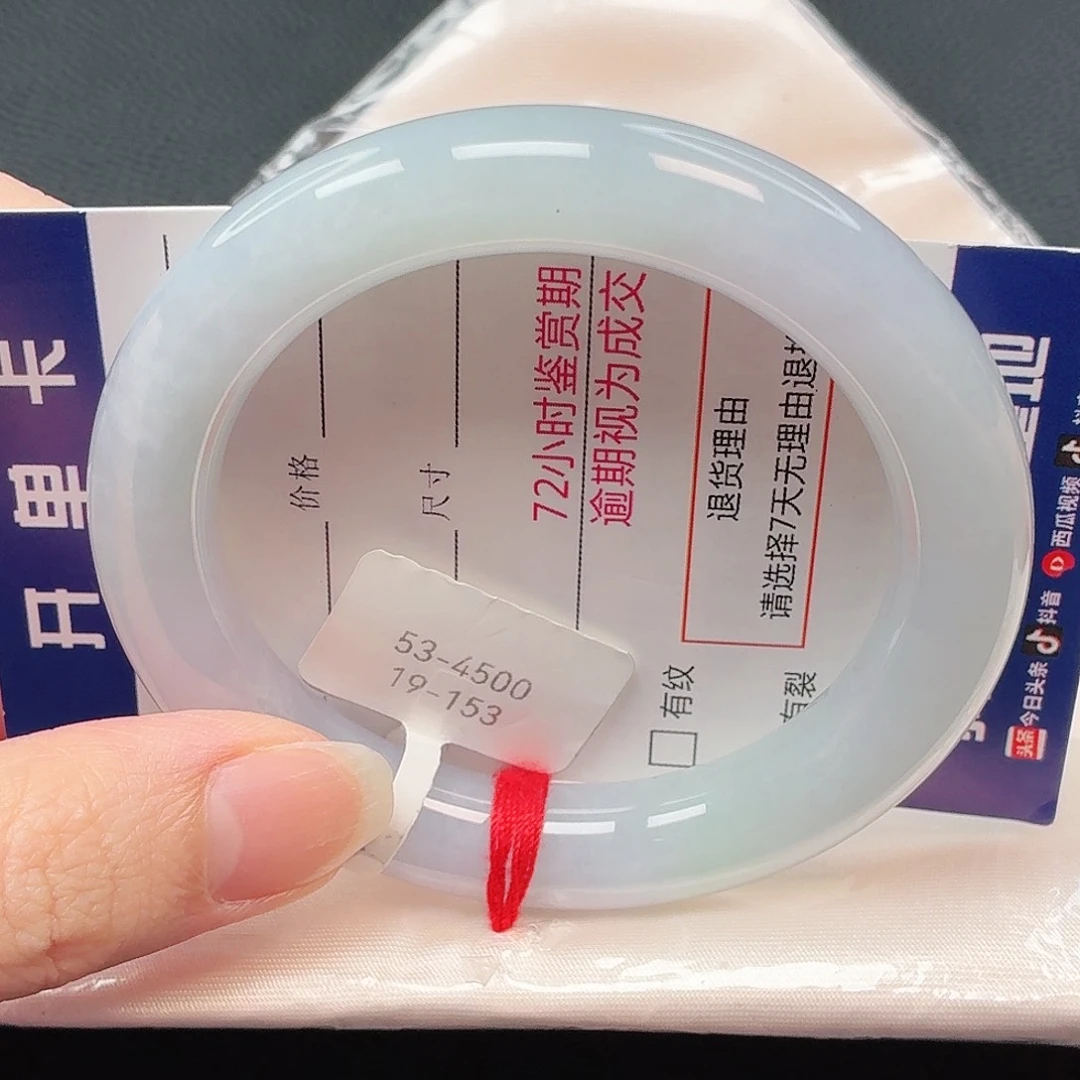 开单卡
价格
尺寸
72小时鉴赏期
逾期视为成交
退货理由
请选择7天无理由退
有纹
有裂
53-4500
19-153
头条 今日头条
抖音
西瓜视频